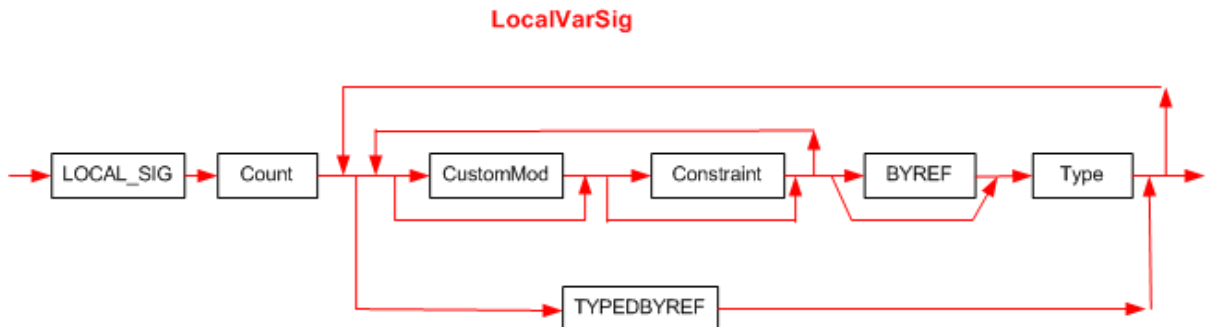 LocalVarSig
LOCAL_SIG Count CustomMod Constraint BYREF Type
TYPEDBYREF